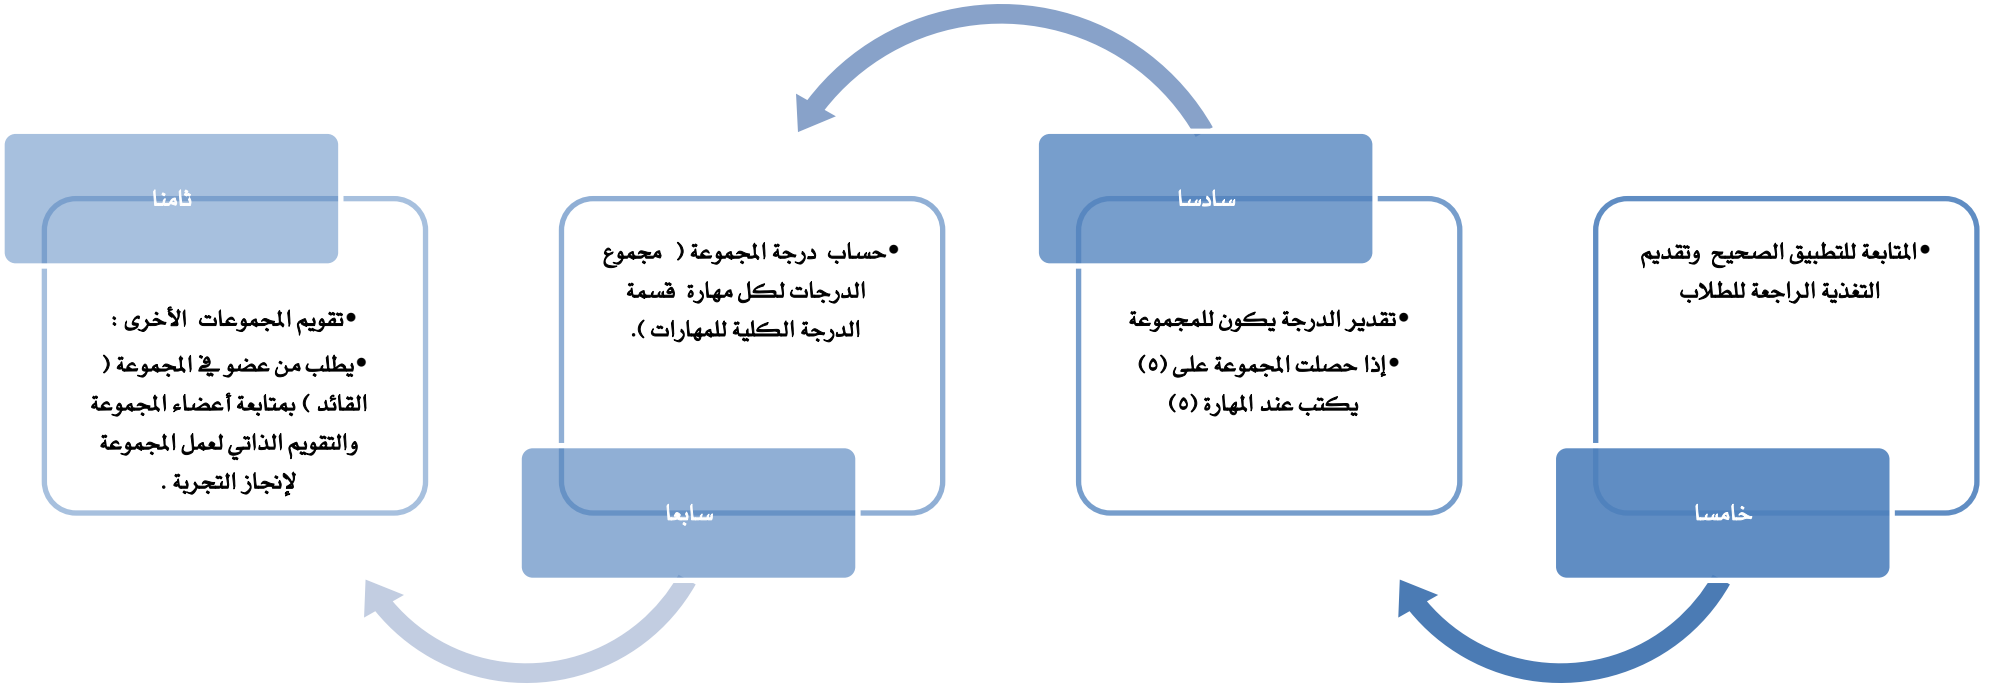 خامسا
•المتابعة للتطبيق الصحيح وتقديم
التغذية الراجعة للطلاب
سادسا
•تقدير الدرجة يكون للمجموعة
•إذا حصلت المجموعة على (٥)
يكتب عند المهارة (٥)
سابعا
•حساب درجة المجموعة ( مجموع
الدرجات لكل مهارة قسمة
الدرجة الكلية للمهارات ).
ثامنا
•تقويم المجموعات الأخرى :
•يطلب من عضو في المجموعة (
القائد ) بمتابعة أعضاء المجموعة
والتقويم الذاتي لعمل المجموعة
لإنجاز التجربة .